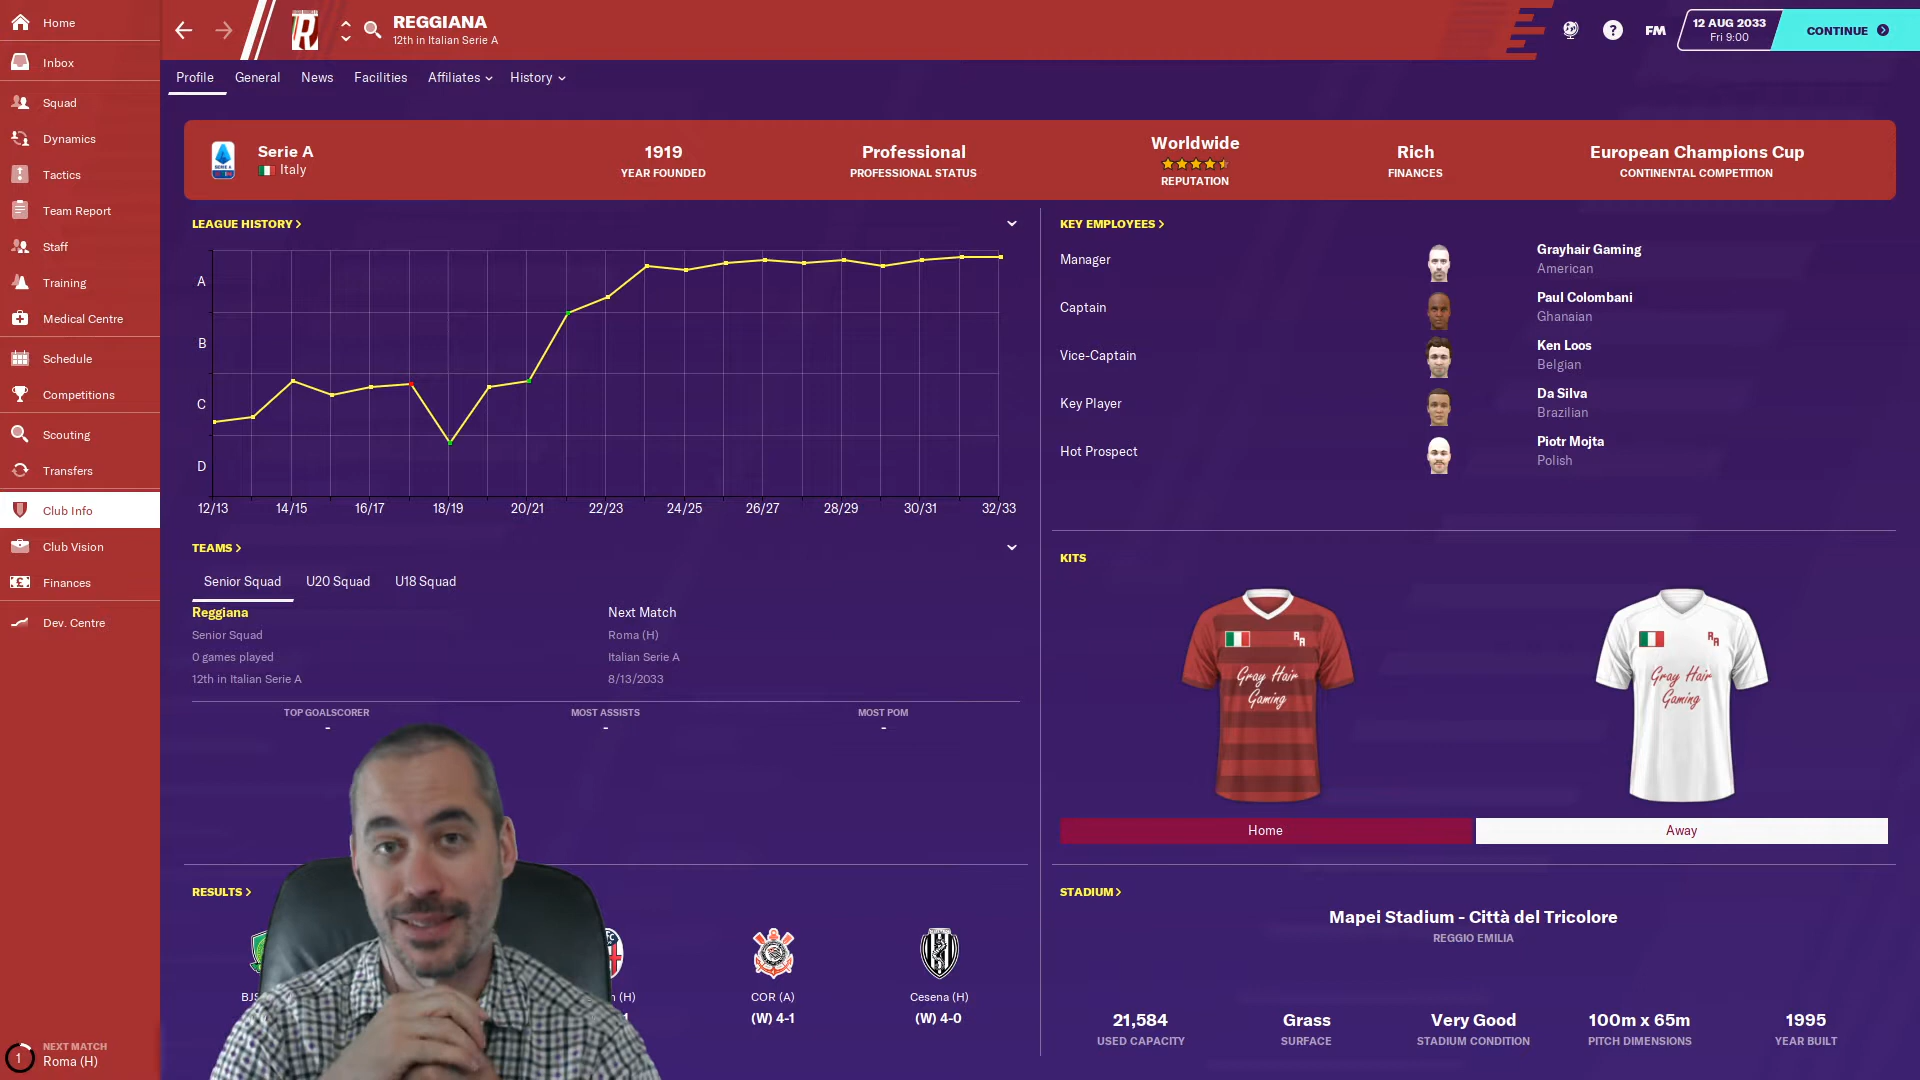 Home
Inbox
Squad
Dynamics
Tactics
Team Report
Staff
Training
Medical Centre
Schedule
Competitions
Scouting
Transfers
Club Info
Club Vision
Finances
Dev. Centre
1
NEXT MATCH
Roma (H)
REGGIANA
12th in Italian Serie A
?
FM
12 AUG 2033
Fri 9:00
CONTINUE
Profile General News Facilities Affiliates History
Serie A
Italy
1919
YEAR FOUNDED
Professional
PROFESSIONAL STATUS
Worldwide
REPUTATION
Rich
FINANCES
European Champions Cup
CONTINENTAL COMPETITION
LEAGUE HISTORY
A
B
C
D
12/13 14/15 16/17 18/19 20/21 22/23 24/25 26/27 28/29 30/31 32/33
TEAMS
Senior Squad U20 Squad U18 Squad
Reggiana
Senior Squad
0 games played
12th in Italian Serie A
Next Match
Roma (H)
Italian Serie A
8/13/2033
TOP GOALSCORER MOST ASSISTS MOST POM
- - -
RESULTS
BJS
n (H)
1
COR (A)
(W) 4-1
Cesena (H)
(W) 4-0
KEY EMPLOYEES
Manager
Grayhair Gaming
American
Captain
Paul Colombani
Ghanaian
Vice-Captain
Ken Loos
Belgian
Key Player
Da Silva
Brazilian
Hot Prospect
Piotr Mojta
Polish
KITS
Gray Hair
Gaming
Gray Hair
Gaming
Home
Away
STADIUM
Mapei Stadium - Città del Tricolore
REGGIO EMILIA
21,584
USED CAPACITY
Grass
SURFACE
Very Good
STADIUM CONDITION
100m x 65m
PITCH DIMENSIONS
1995
YEAR BUILT